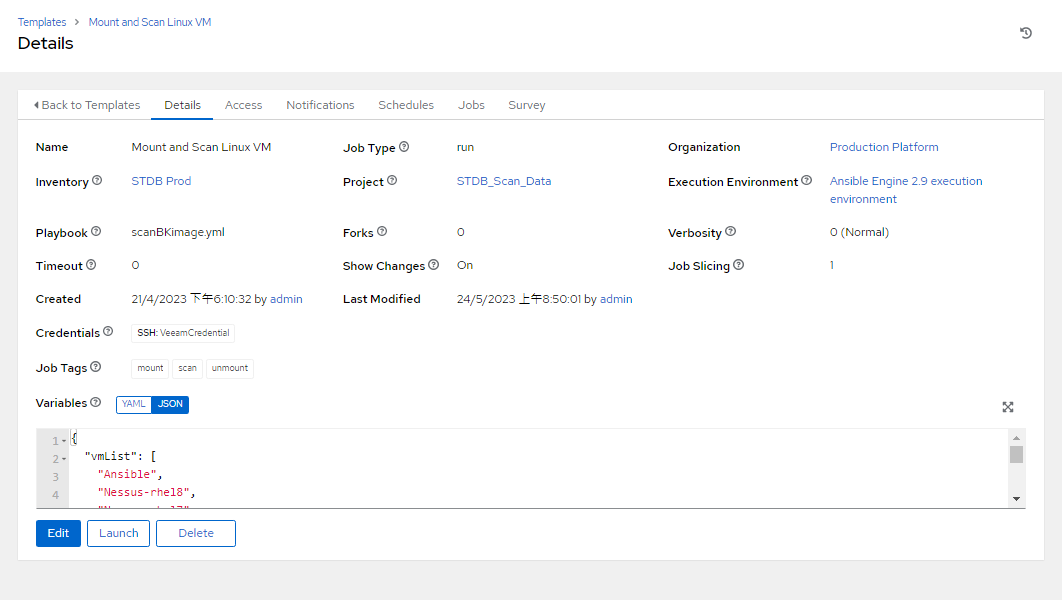 Templates > Mount and Scan Linux VM
Details
Back to Templates Details Access Notifications Schedules Jobs Survey
Name Mount and Scan Linux VM Job Type run Organization Production Platform
Inventory STDB Prod Project STDB_Scan_Data Execution Environment Ansible Engine 2.9 execution
environment
Playbook scanBKimage.yml Forks 0 Verbosity 0 (Normal)
Timeout 0 Show Changes On Job Slicing 1
Created 21/4/2023 下午6:10:32 by admin Last Modified 24/5/2023 上午8:50:01 by admin
Credentials SSH: VeeamCredential
Job Tags mount scan unmount
Variables YAML JSON
1 {
2 "vmList": [
3 "Ansible",
4 "Nessus-rhel8",
Edit Launch Delete